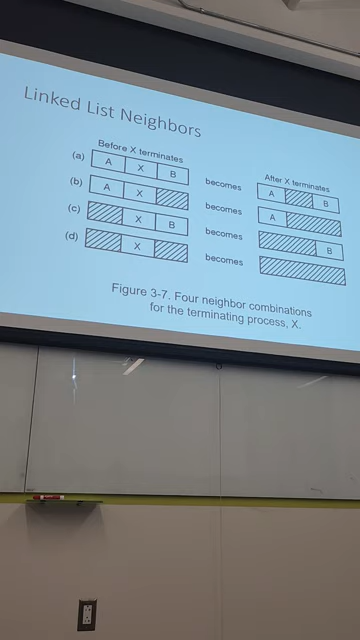 Linked List Neighbors
Before X terminates
After X terminates
(a) A X B becomes A B
(b) A X becomes A
(c) X B becomes B
(d) X becomes
Figure 3-7. Four neighbor combinations
for the terminating process, X.